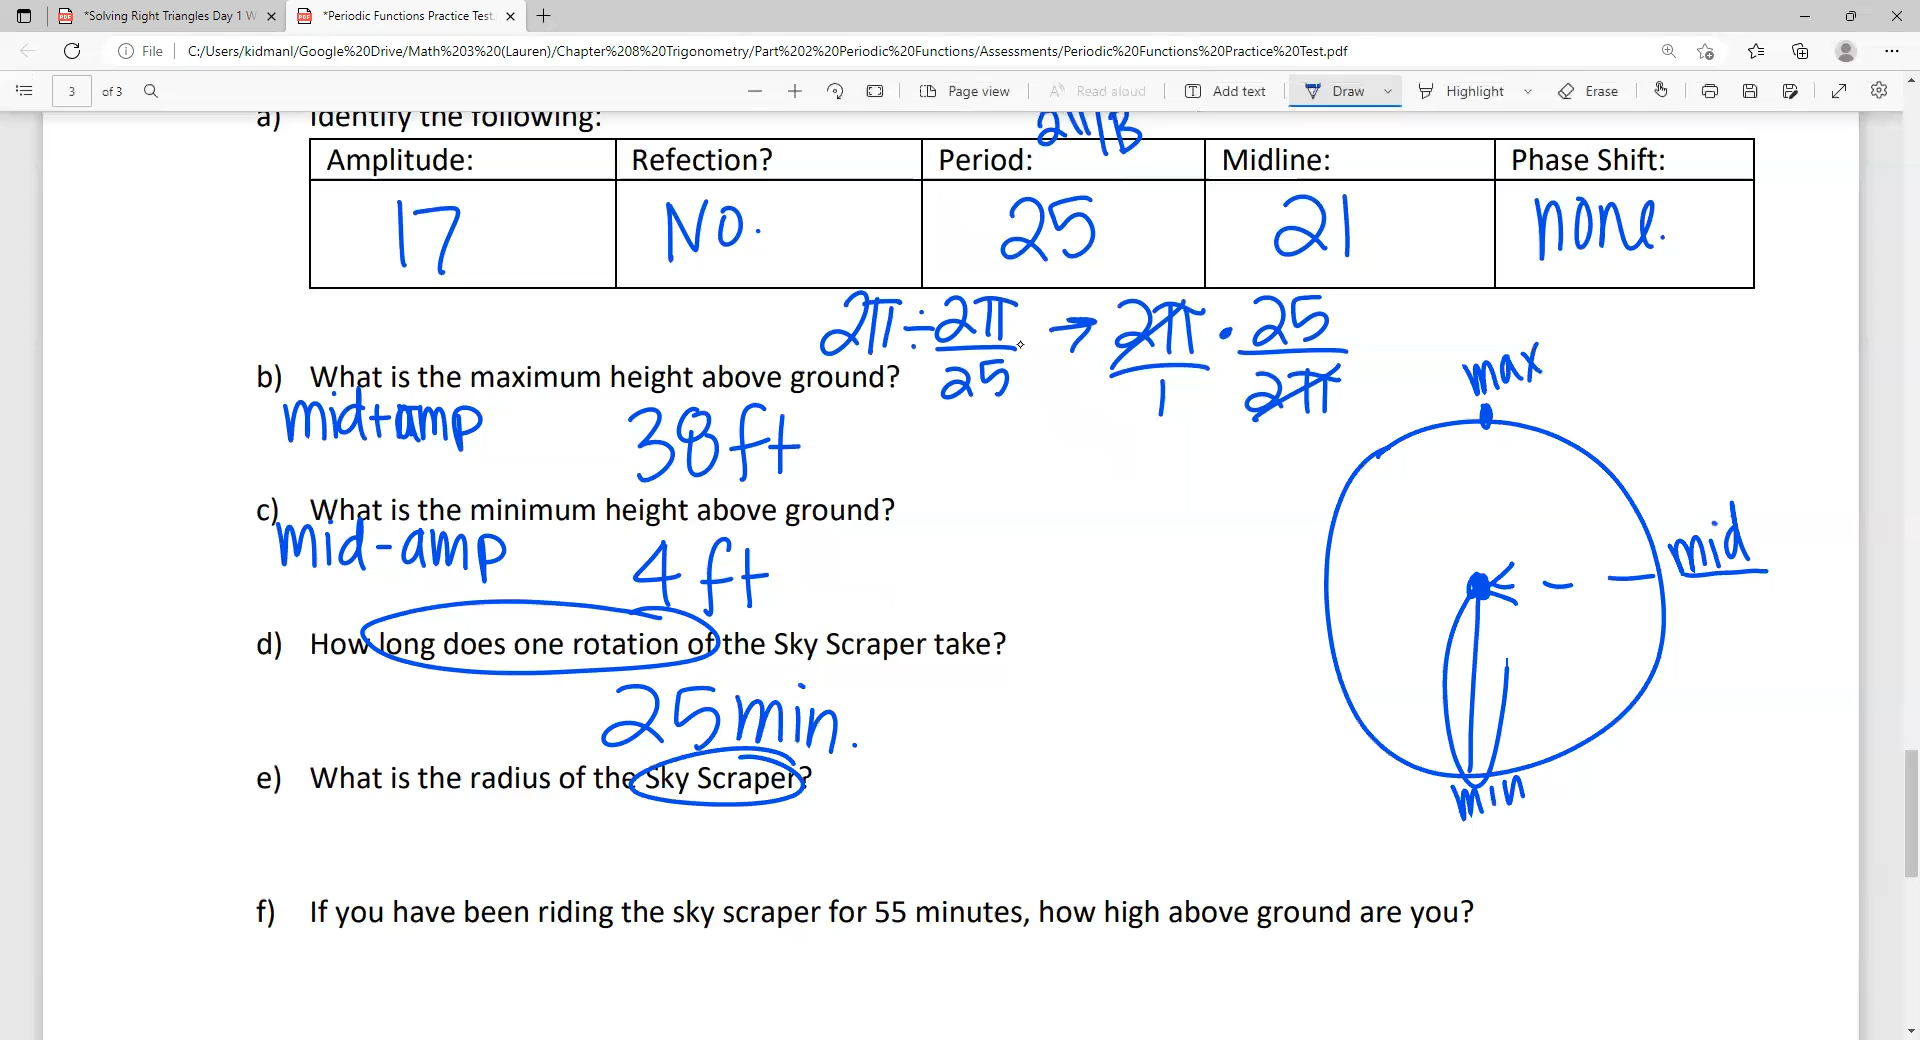 *Solving Right Triangles Day 1 W
*Periodic Functions Practice Test.
File
C:/Users/kidmanl/Google%20Drive/Math%203%20(Lauren)/Chapter%208%20Trigonometry/Part%202%20Periodic%20Functions/Assessments/Periodic%20Functions%20Practice%20Test.pdf
3 of 3
Page view
Read aloud
Add text
Draw
Highlight
Erase
a) Identify the following:
2π/B
Amplitude: Refection? Period: Midline: Phase Shift:
17 No. 25 21 none.
2π ÷ 2π/25 → 2π/1 · 25/2π
b) What is the maximum height above ground?
mid+amp 38ft
max
c) What is the minimum height above ground?
mid-amp 4 ft
mid
d) How long does one rotation of the Sky Scraper take?
25 min.
e) What is the radius of the Sky Scraper?
min
f) If you have been riding the sky scraper for 55 minutes, how high above ground are you?